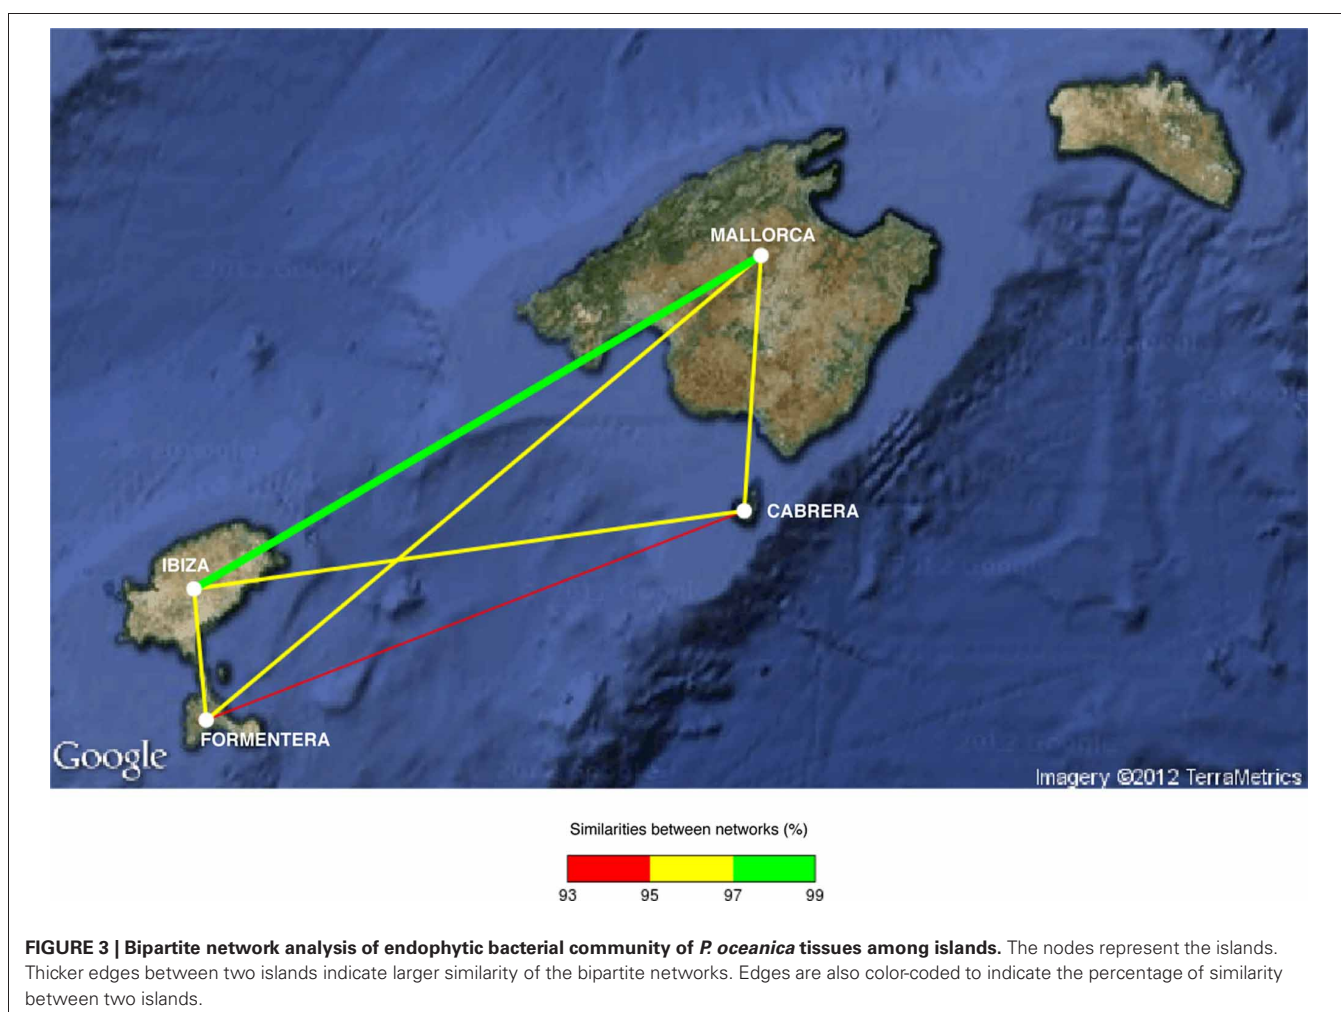 MALLORCA
CABRERA
IBIZA
FORMENTERA
Google
Imagery ©2012 TerraMetrics
Similarities between networks (%)
93 95 97 99
FIGURE 3 | Bipartite network analysis of endophytic bacterial community of P. oceanica tissues among islands. The nodes represent the islands.
Thicker edges between two islands indicate larger similarity of the bipartite networks. Edges are also color-coded to indicate the percentage of similarity
between two islands.